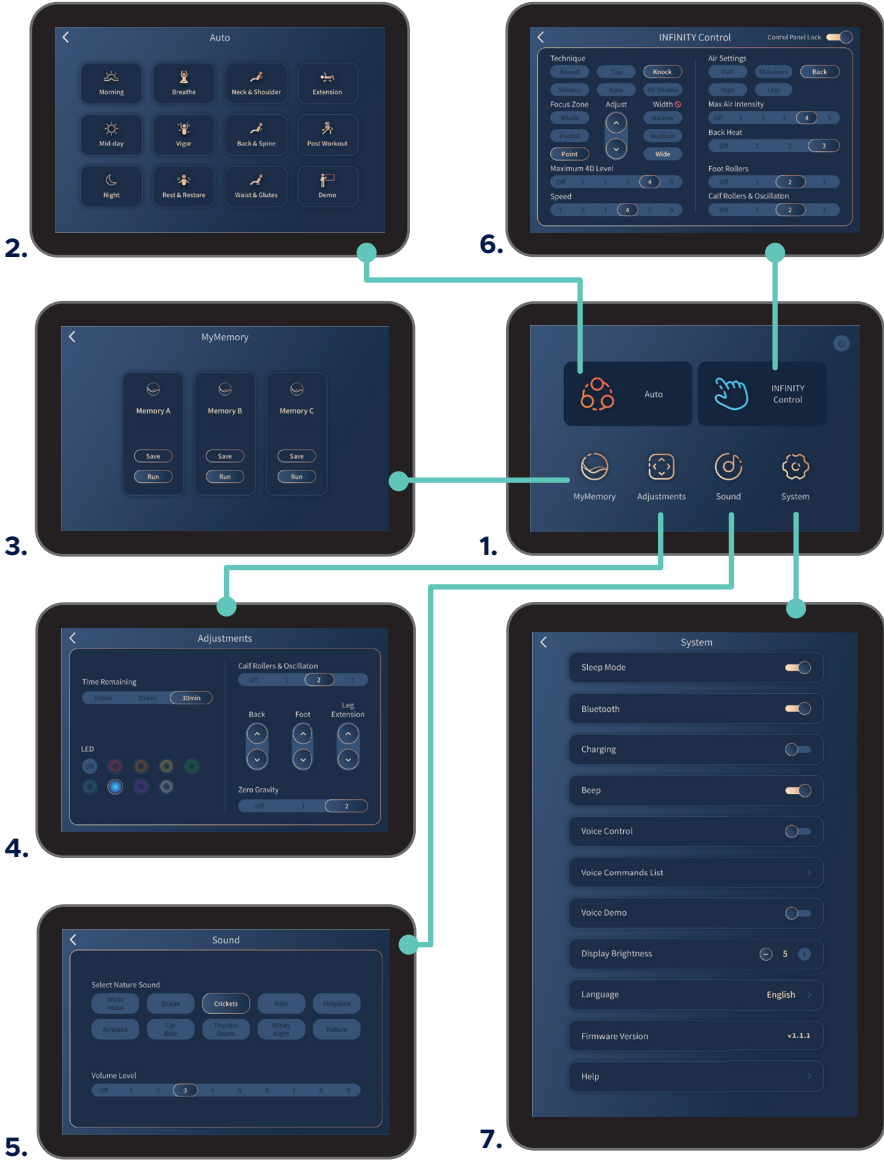 Auto
Morning
Breathe
Neck & Shoulder
Extension
Mid-day
Vigor
Back & Spine
Post Workout
Night
Rest & Restore
Waist & Glutes
Demo
2.
INFINITY Control
Control Panel Lock
Technique
Knead Tap Knock
Shiatsu Sync 4D Shiatsu
Focus Zone Adjust Width
Whole Narrow
Partial Medium
Point Wide
Maximum 4D Level
Off 1 2 3 4 5
Speed
1 2 3 4 5 6
Air Settings
Full Shoulders Back
Hips Legs
Max Air Intensity
Off 1 2 3 4 5
Back Heat
Off 1 2 3
Foot Rollers
Off 1 2 3
Calf Rollers & Oscillation
Off 1 2 3
6.
MyMemory
Memory A
Memory B
Memory C
Save
Save
Save
Run
Run
Run
3.
Auto
INFINITY
Control
MyMemory
Adjustments
Sound
System
1.
Adjustments
Time Remaining
10min 20min 30min
LED
Off
Calf Rollers & Oscillation
Off 1 2 3
Back
Foot
Leg
Extension
Zero Gravity
Off 1 2
4.
Sound
Select Nature Sound
White
Noise
Ocean
Crickets
Rain
Fireplace
Airplane
Car
Ride
Thunder
Storm
Windy
Night
Nature
Volume Level
Off 1 2 3 4 5 6 7 8 9
5.
System
Sleep Mode
Bluetooth
Charging
Beep
Voice Control
Voice Commands List
Voice Demo
Display Brightness 5
Language English
Firmware Version v1.1.1
Help
7.